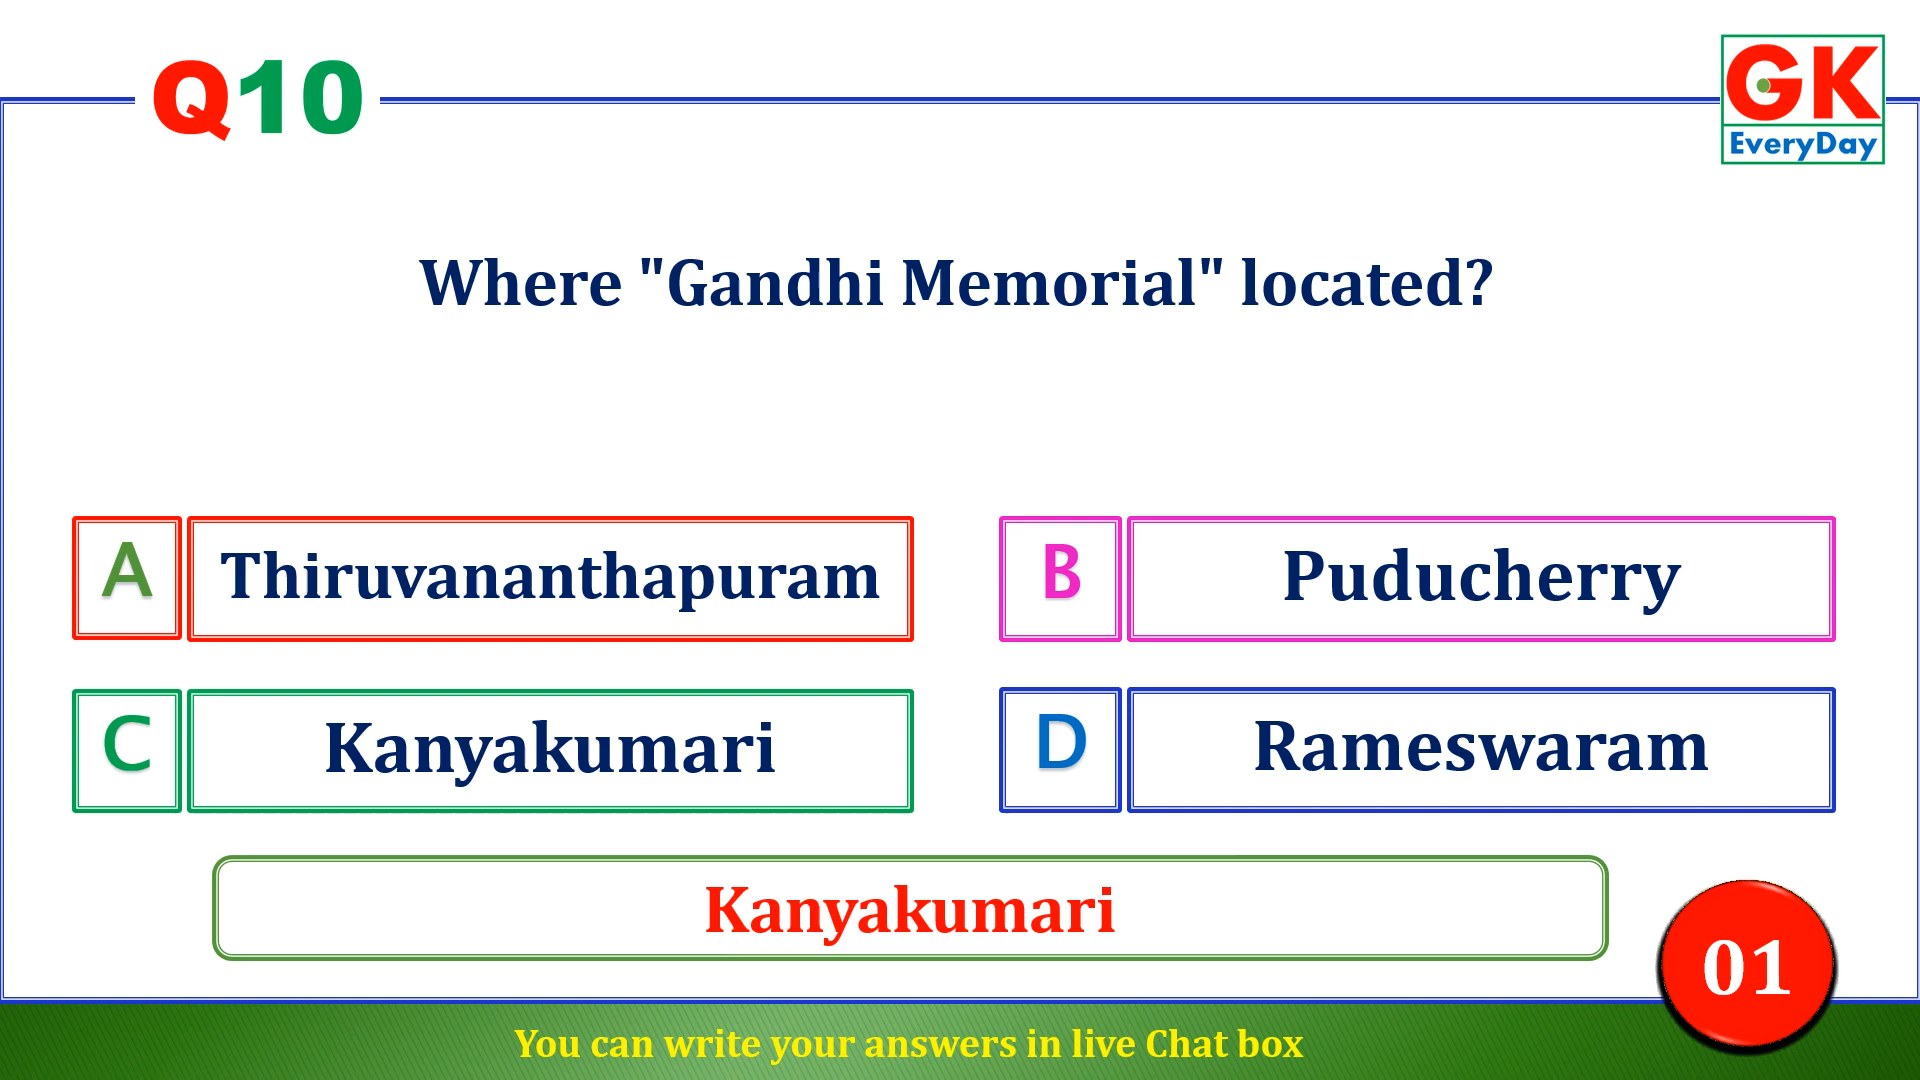 Q10
GK
EveryDay
Where "Gandhi Memorial" located?
A Thiruvananthapuram
B Puducherry
C Kanyakumari
D Rameswaram
Kanyakumari
01
You can write your answers in live Chat box